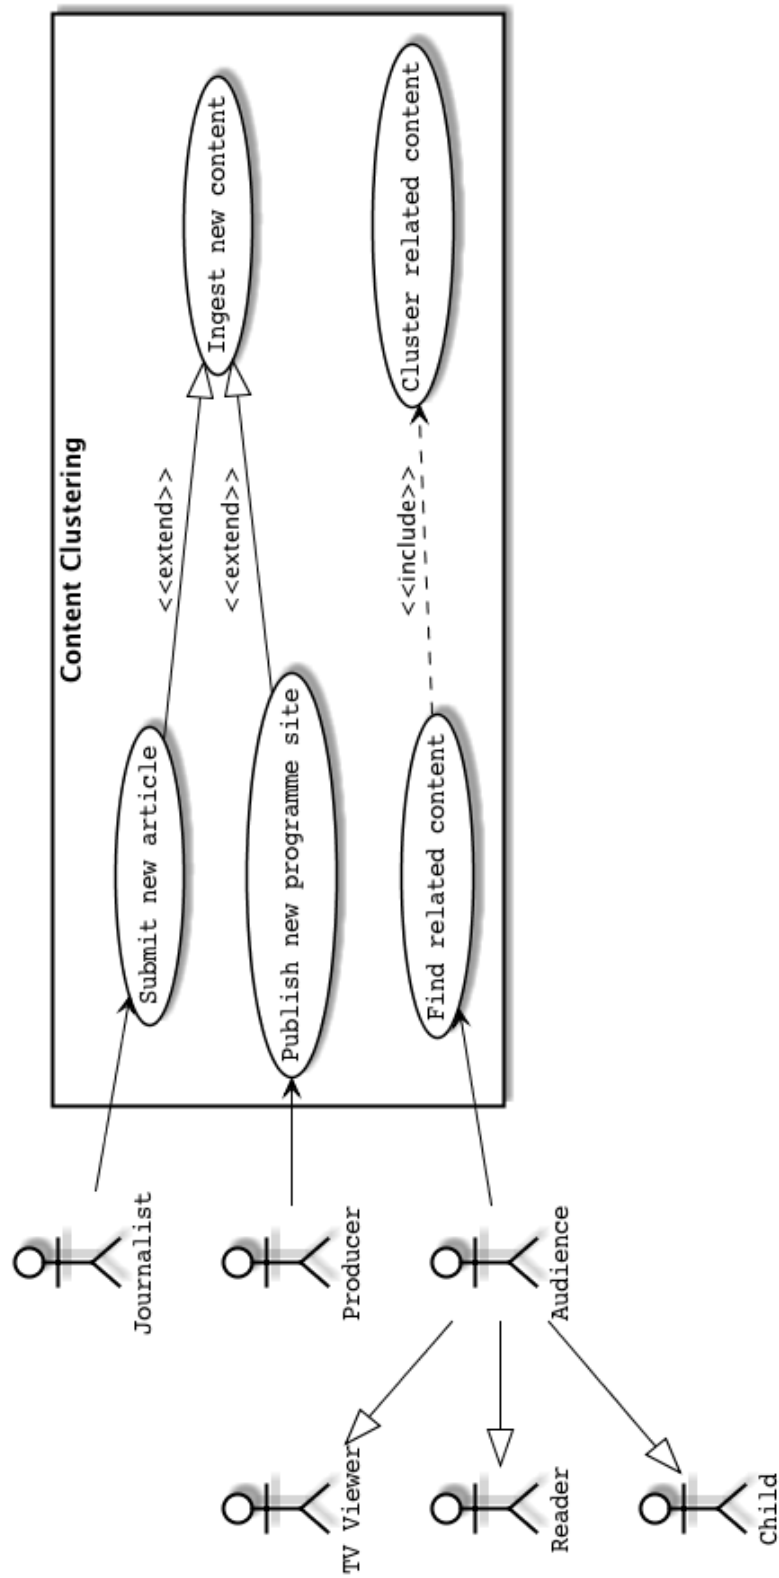 Content Clustering
Submit new article
<<extend>>
Ingest new content
Publish new programme site
<<extend>>
Find related content
<<include>>
Cluster related content
Journalist
Producer
Audience
TV Viewer
Reader
Child